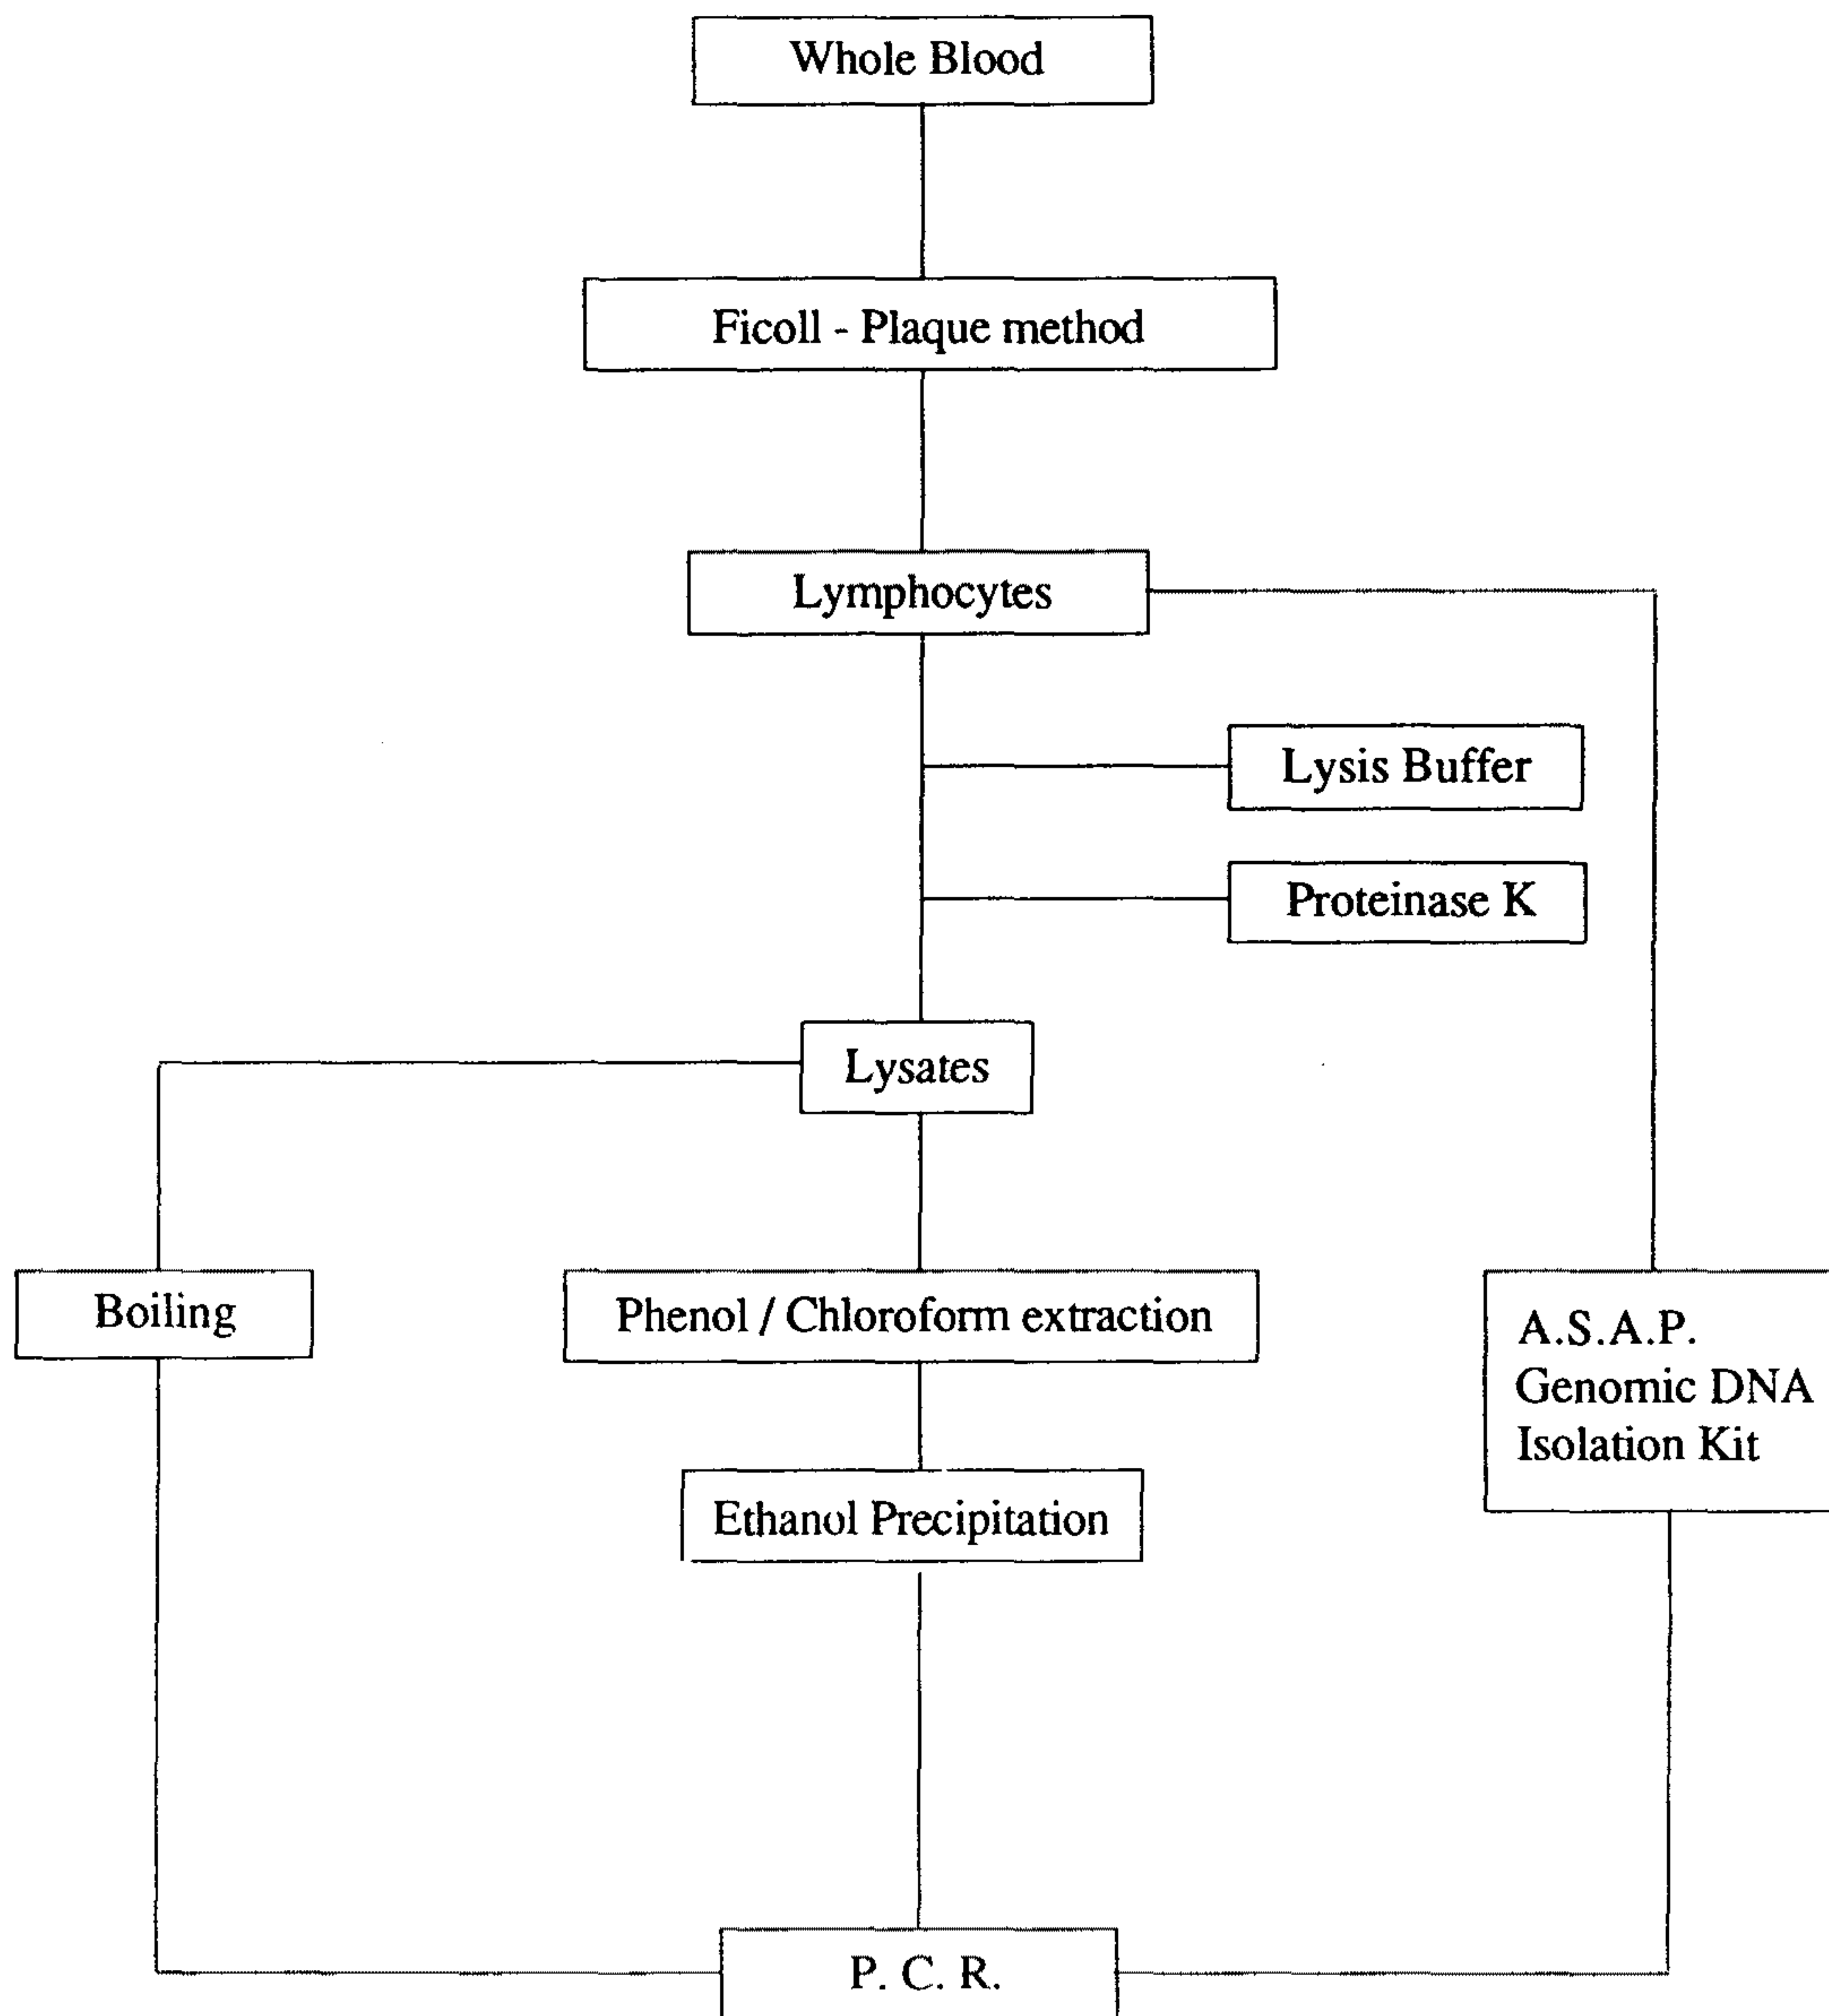 Whole Blood
Ficoll - Plaque method
Lymphocytes
Lysis Buffer
Proteinase K
Lysates
Boiling
Phenol / Chloroform extraction
A.S.A.P.
Genomic DNA
Isolation Kit
Ethanol Precipitation
P. C. R.